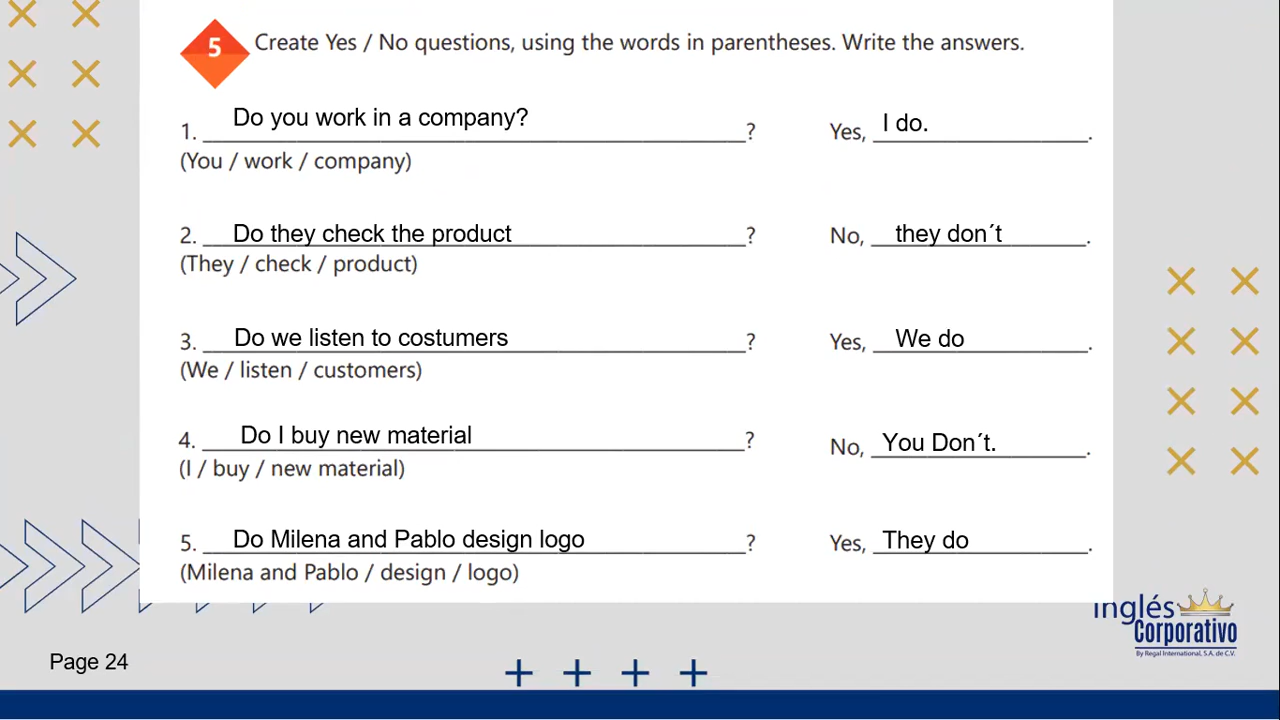 5 Create Yes / No questions, using the words in parentheses. Write the answers.
1. Do you work in a company? ? Yes, I do. .
(You / work / company)
2. Do they check the product ? No, they don´t .
(They / check / product)
3. Do we listen to costumers ? Yes, We do .
(We / listen / customers)
4. Do I buy new material ? No, You Don´t. .
(I / buy / new material)
5. Do Milena and Pablo design logo ? Yes, They do .
(Milena and Pablo / design / logo)
Inglés
Corporativo
By Regal International, S.A. de C.V.
Page 24